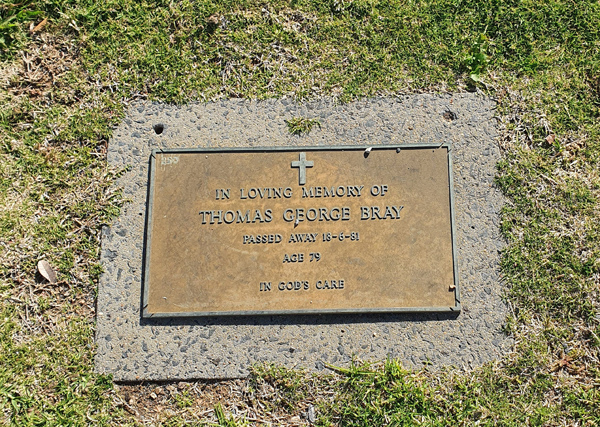 IN LOVING MEMORY OF
THOMAS GEORGE BRAY
PASSED AWAY 18-6-81
AGE 79
IN GOD'S CARE